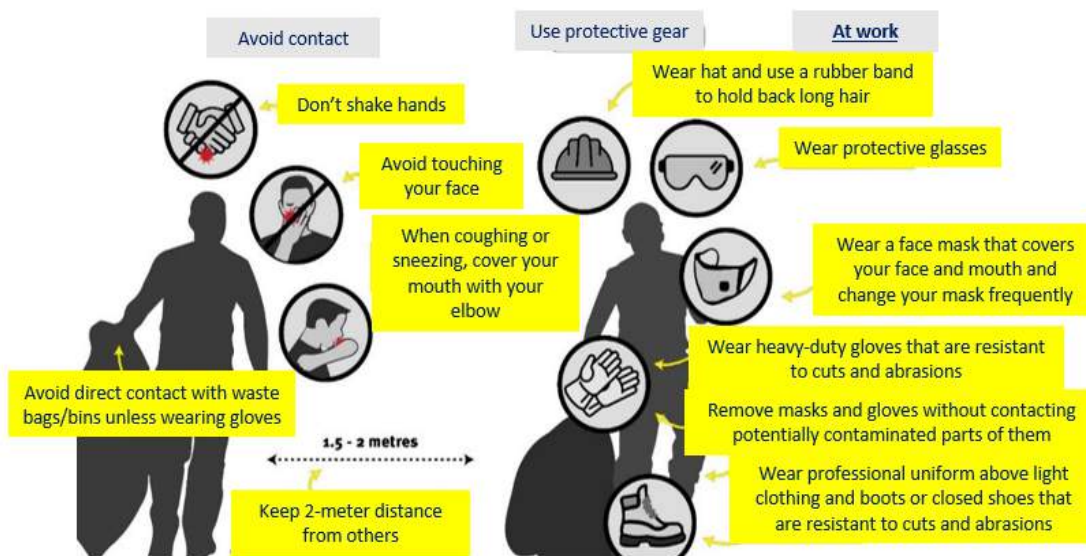 Avoid contact
Don't shake hands
Avoid touching
your face
When coughing or
sneezing, cover your
mouth with your
elbow
Avoid direct contact with waste
bags/bins unless wearing gloves
1.5 - 2 metres
Keep 2-meter distance
from others
Use protective gear
At work
Wear hat and use a rubber band
to hold back long hair
Wear protective glasses
Wear a face mask that covers
your face and mouth and
change your mask frequently
Wear heavy-duty gloves that are resistant
to cuts and abrasions
Remove masks and gloves without contacting
potentially contaminated parts of them
Wear professional uniform above light
clothing and boots or closed shoes that
are resistant to cuts and abrasions